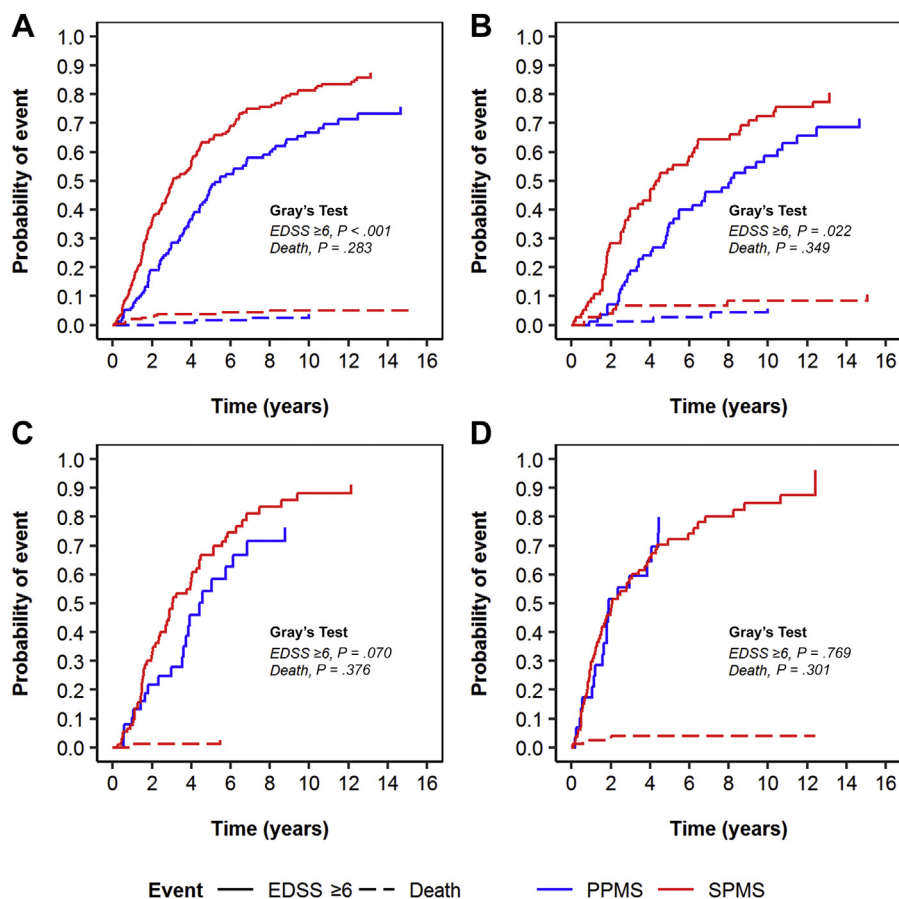 A
Probability of event
1.0
0.9
0.8
0.7
0.6
0.5
0.4
0.3
0.2
0.1
0.0
Gray's Test
EDSS ≥6, P < .001
Death, P = .283
0 2 4 6 8 10 12 14 16
Time (years)
B
Probability of event
1.0
0.9
0.8
0.7
0.6
0.5
0.4
0.3
0.2
0.1
0.0
Gray's Test
EDSS ≥6, P = .022
Death, P = .349
0 2 4 6 8 10 12 14 16
Time (years)
C
Probability of event
1.0
0.9
0.8
0.7
0.6
0.5
0.4
0.3
0.2
0.1
0.0
Gray's Test
EDSS ≥6, P = .070
Death, P = .376
0 2 4 6 8 10 12 14 16
Time (years)
D
Probability of event
1.0
0.9
0.8
0.7
0.6
0.5
0.4
0.3
0.2
0.1
0.0
Gray's Test
EDSS ≥6, P = .769
Death, P = .301
0 2 4 6 8 10 12 14 16
Time (years)
Event EDSS ≥6 Death PPMS SPMS